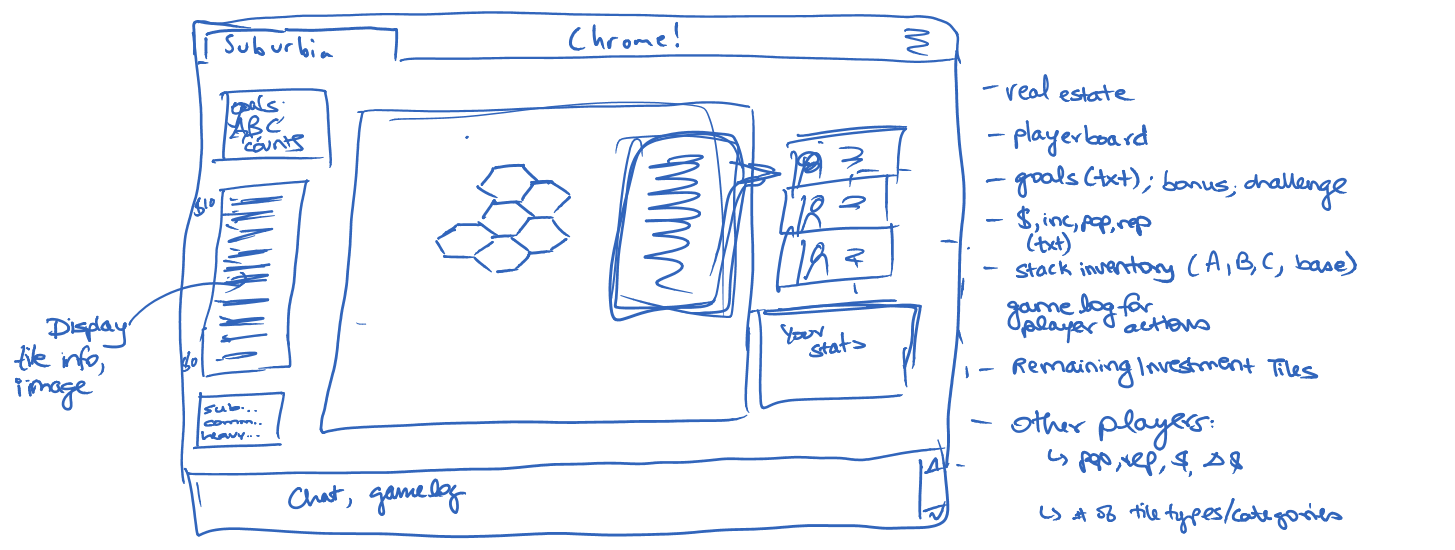 Suburbia
Chrome!
goals:
ABC
counts
$10
$0
Display
tile info,
image
sub...
comm..
heavy...
Your
stats
Chat, gamelog
- real estate
- playerboard
- goals (txt); bonus; challenge
- $, inc, pop, rep
(txt)
- stack inventory (A, B, C, base)
game log for
player actions
- Remaining Investment Tiles
- Other players:
↳ pop, rep, $, Δ$
↳ # of tile types/categories